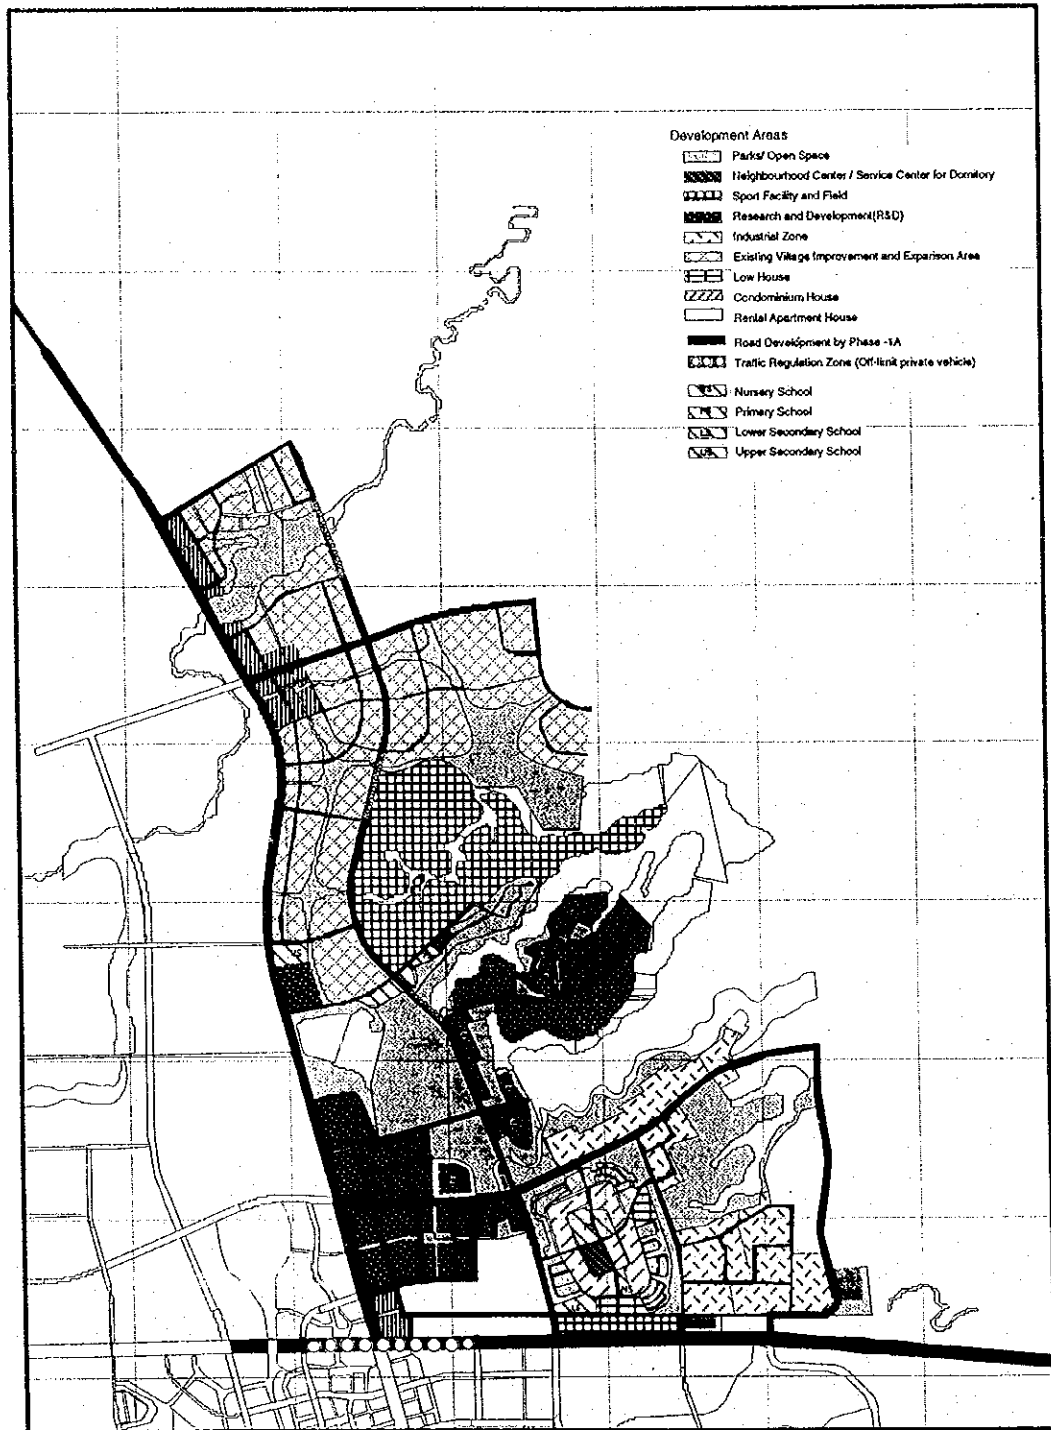 Development Areas
Parks/ Open Space
Neighbourhood Center / Service Center for Domitory
Sport Facility and Field
Research and Development(R&D)
Industrial Zone
Existing Village Improvement and Expansion Area
Low House
Condominium House
Rental Apartment House
Road Development by Phase -1A
Traffic Regulation Zone (Off-limit private vehicle)
Nursery School
Primary School
Lower Secondary School
Upper Secondary School